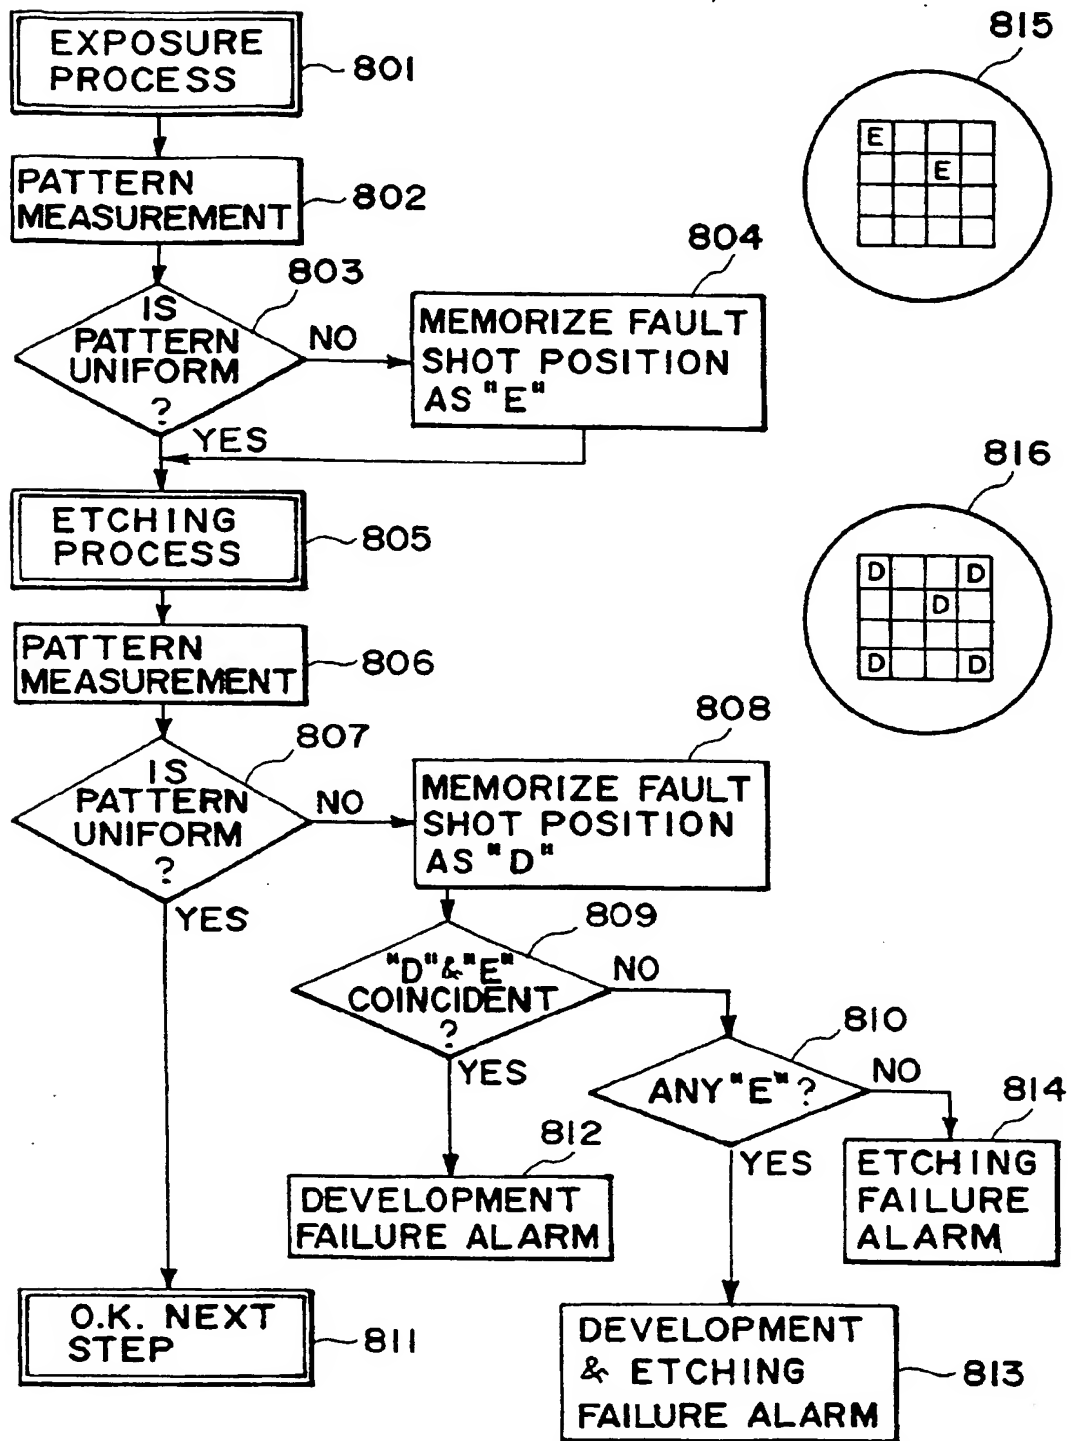 EXPOSURE
PROCESS
801
815
E
E
PATTERN
MEASUREMENT
802
803
IS
PATTERN
UNIFORM
?
NO
YES
804
MEMORIZE FAULT
SHOT POSITION
AS "E"
ETCHING
PROCESS
805
816
D D
D
D D
PATTERN
MEASUREMENT
806
807
IS
PATTERN
UNIFORM
?
NO
YES
808
MEMORIZE FAULT
SHOT POSITION
AS "D"
809
"D" & "E"
COINCIDENT
?
NO
YES
810
ANY "E" ?
NO
YES
812
DEVELOPMENT
FAILURE ALARM
814
ETCHING
FAILURE
ALARM
O.K. NEXT
STEP
811
DEVELOPMENT
& ETCHING
FAILURE ALARM
813